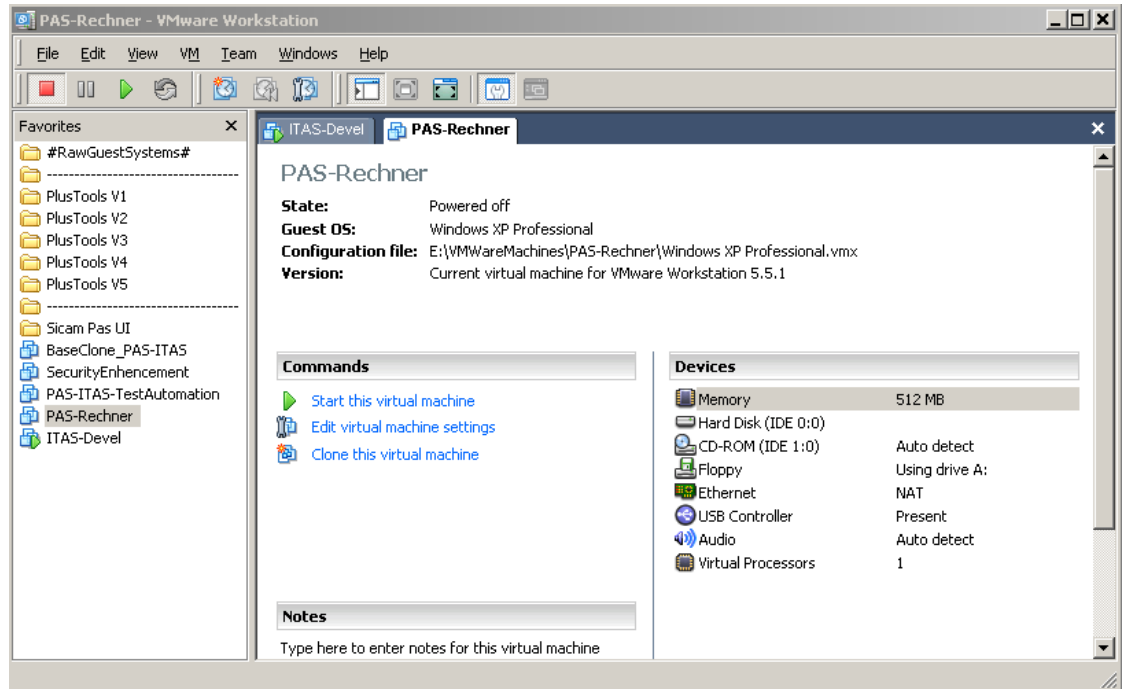 PAS-Rechner - VMware Workstation
File Edit View VM Team Windows Help
Favorites
#RawGuestSystems#
-----------------------------------
PlusTools V1
PlusTools V2
PlusTools V3
PlusTools V4
PlusTools V5
-----------------------------------
Sicam Pas UI
BaseClone_PAS-ITAS
SecurityEnhencement
PAS-ITAS-TestAutomation
PAS-Rechner
ITAS-Devel
ITAS-Devel PAS-Rechner
PAS-Rechner
State: Powered off
Guest OS: Windows XP Professional
Configuration file: E:\VMWareMachines\PAS-Rechner\Windows XP Professional.vmx
Version: Current virtual machine for VMware Workstation 5.5.1
Commands
Start this virtual machine
Edit virtual machine settings
Clone this virtual machine
Devices
Memory 512 MB
Hard Disk (IDE 0:0)
CD-ROM (IDE 1:0) Auto detect
Floppy Using drive A:
Ethernet NAT
USB Controller Present
Audio Auto detect
Virtual Processors 1
Notes
Type here to enter notes for this virtual machine